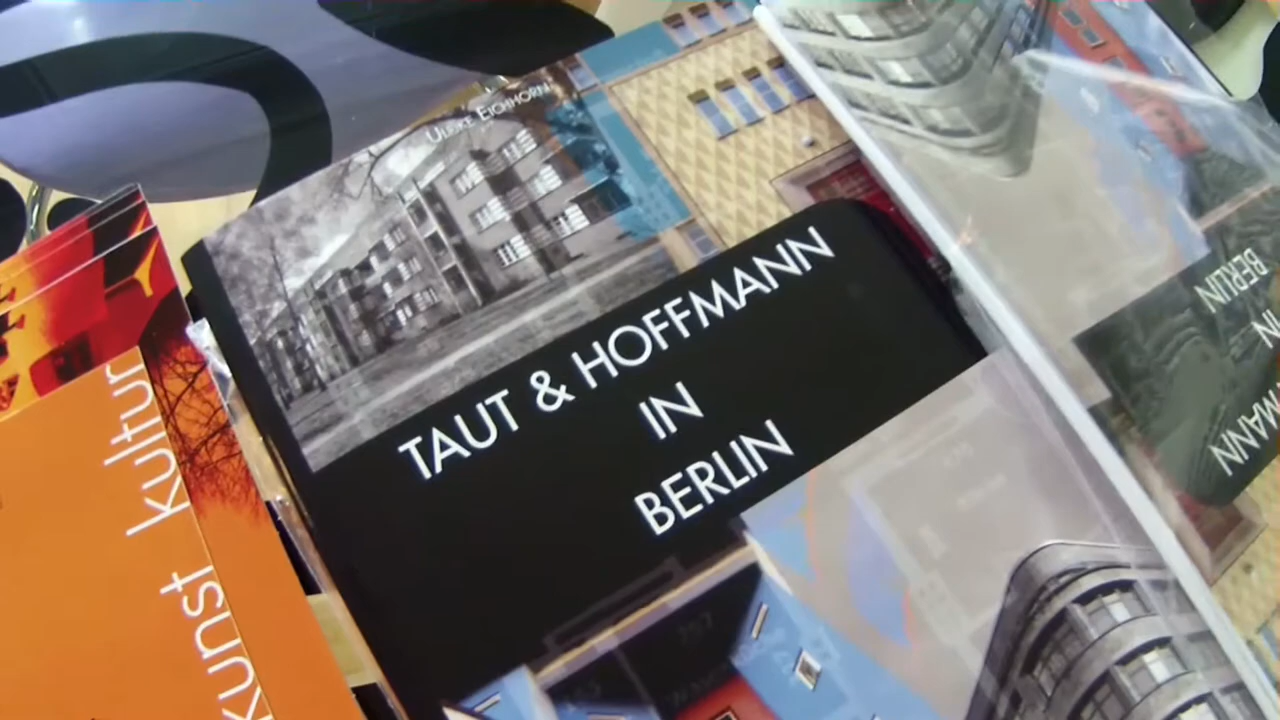 ULRIKE EICHHORN
TAUT & HOFFMANN
IN
BERLIN
kunst kultur
BERLIN
IN
MANN